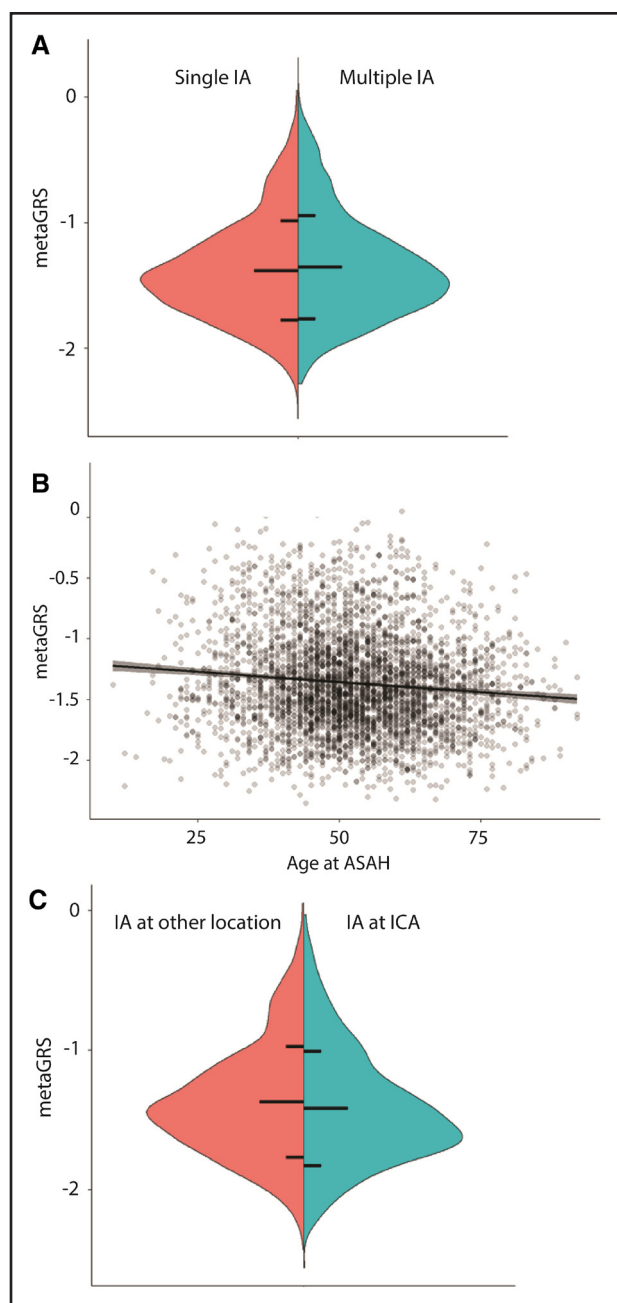 A
Single IA
Multiple IA
0
-1
-2
metaGRS
B
0
-0.5
-1
-1.5
-2
metaGRS
25
50
75
Age at ASAH
C
IA at other location
IA at ICA
0
-1
-2
metaGRS